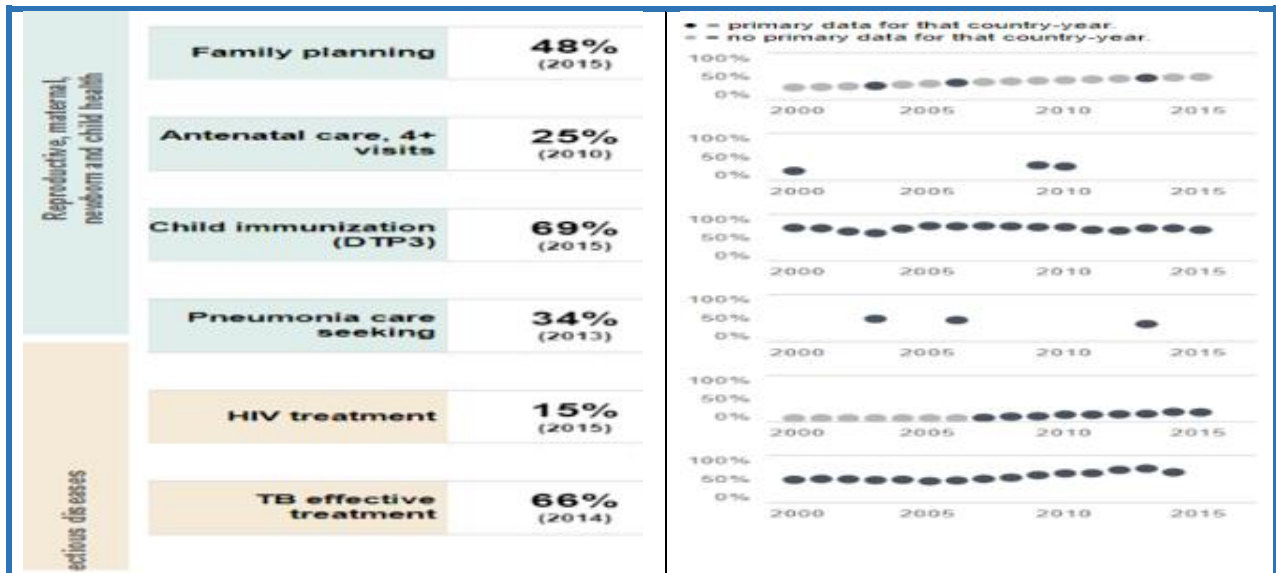 Reproductive, maternal,
newborn and child health
Family planning
48%
(2015)
Antenatal care, 4+
visits
25%
(2010)
Child immunization
(DTP3)
69%
(2015)
Pneumonia care
seeking
34%
(2013)
ectious diseases
HIV treatment
15%
(2015)
TB effective
treatment
66%
(2014)
● = primary data for that country-year.
● = no primary data for that country-year.
100%
50%
0%
2000 2005 2010 2015
100%
50%
0%
2000 2005 2010 2015
100%
50%
0%
2000 2005 2010 2015
100%
50%
0%
2000 2005 2010 2015
100%
50%
0%
2000 2005 2010 2015
100%
50%
0%
2000 2005 2010 2015